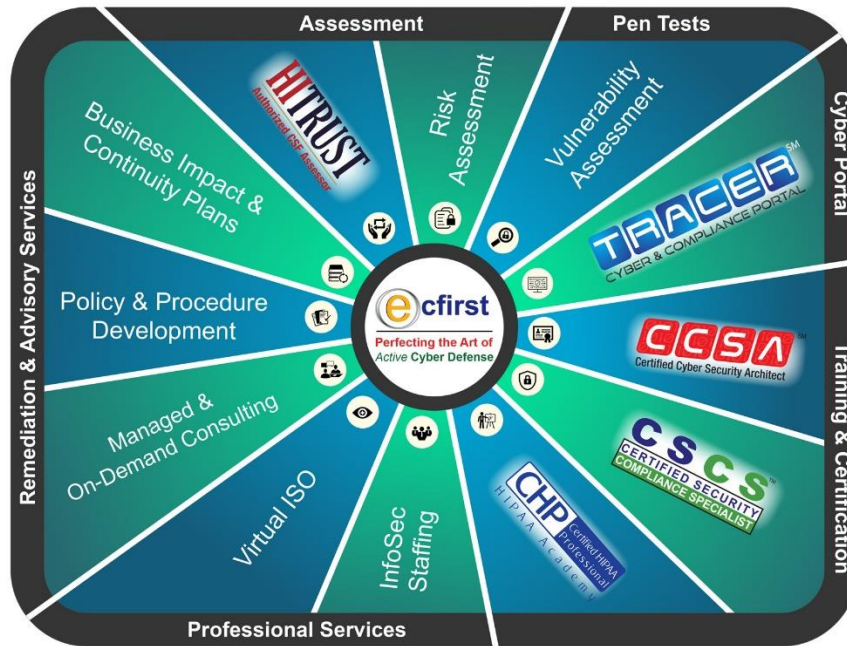 Assessment
Pen Tests
Cyber Portal
Training & Certification
Professional Services
Remediation & Advisory Services
HITRUST
Authorized CSF Assessor
Risk
Assessment
Vulnerability
Assessment
TRACER SM
CYBER & COMPLIANCE PORTAL
CCSA SM
Certified Cyber Security Architect
CSCS TM
CERTIFIED SECURITY
COMPLIANCE SPECIALIST
CHP
Certified HIPAA
Professional
HIPAA Academy
InfoSec
Staffing
Virtual ISO
Managed &
On-Demand Consulting
Policy & Procedure
Development
Business Impact &
Continuity Plans
ecfirst
Perfecting the Art of
Active Cyber Defense